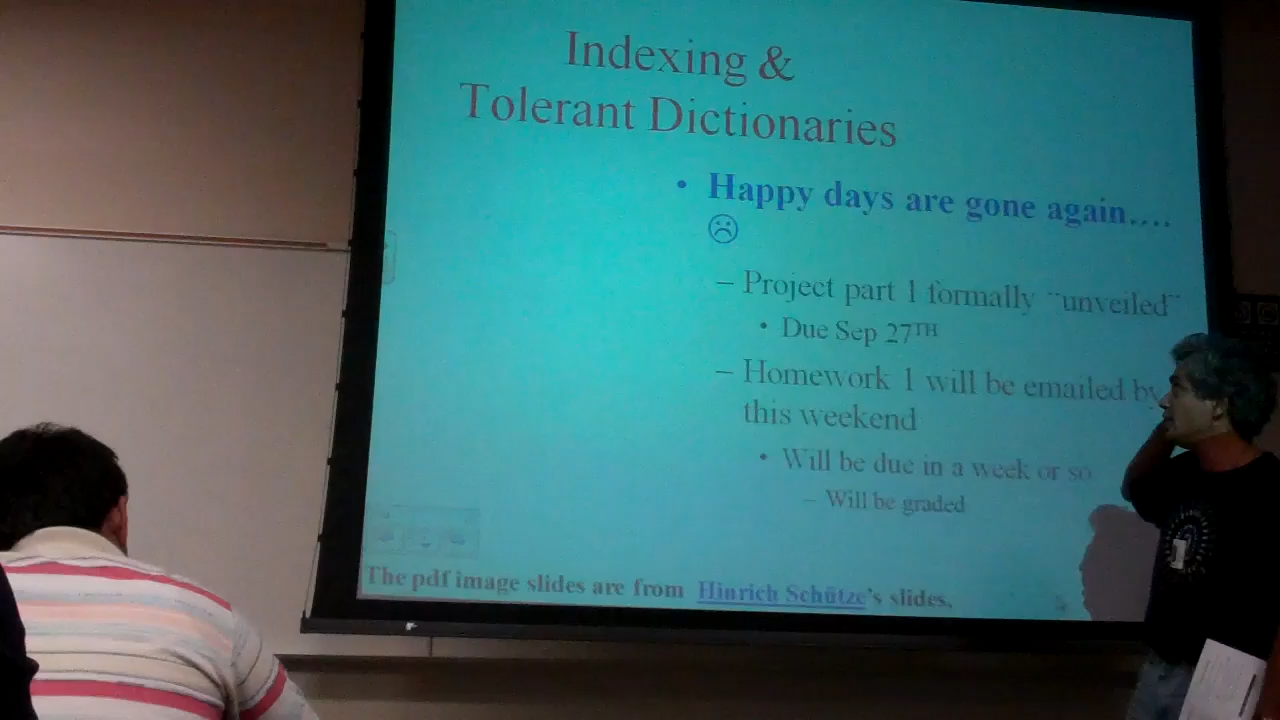 Indexing &
Tolerant Dictionaries
• Happy days are gone again....
☹
– Project part 1 formally "unveiled"
• Due Sep 27TH
– Homework 1 will be emailed by
this weekend
• Will be due in a week or so
– Will be graded
The pdf image slides are from Hinrich Schütze's slides.